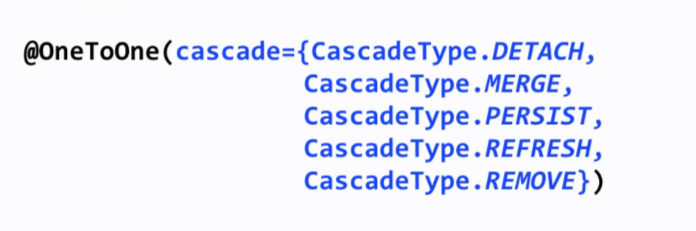 @OneToOne(cascade={CascadeType.DETACH,
CascadeType.MERGE,
CascadeType.PERSIST,
CascadeType.REFRESH,
CascadeType.REMOVE})